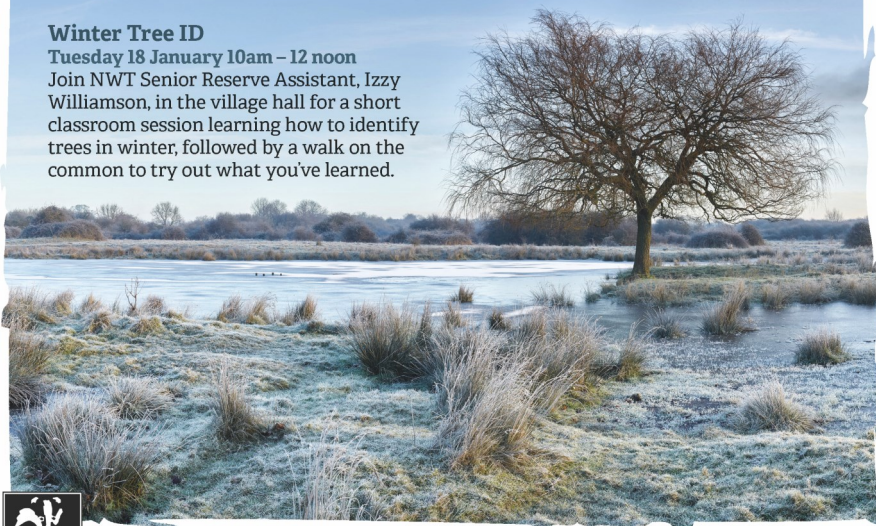 Winter Tree ID
Tuesday 18 January 10am – 12 noon
Join NWT Senior Reserve Assistant, Izzy
Williamson, in the village hall for a short
classroom session learning how to identify
trees in winter, followed by a walk on the
common to try out what you've learned.